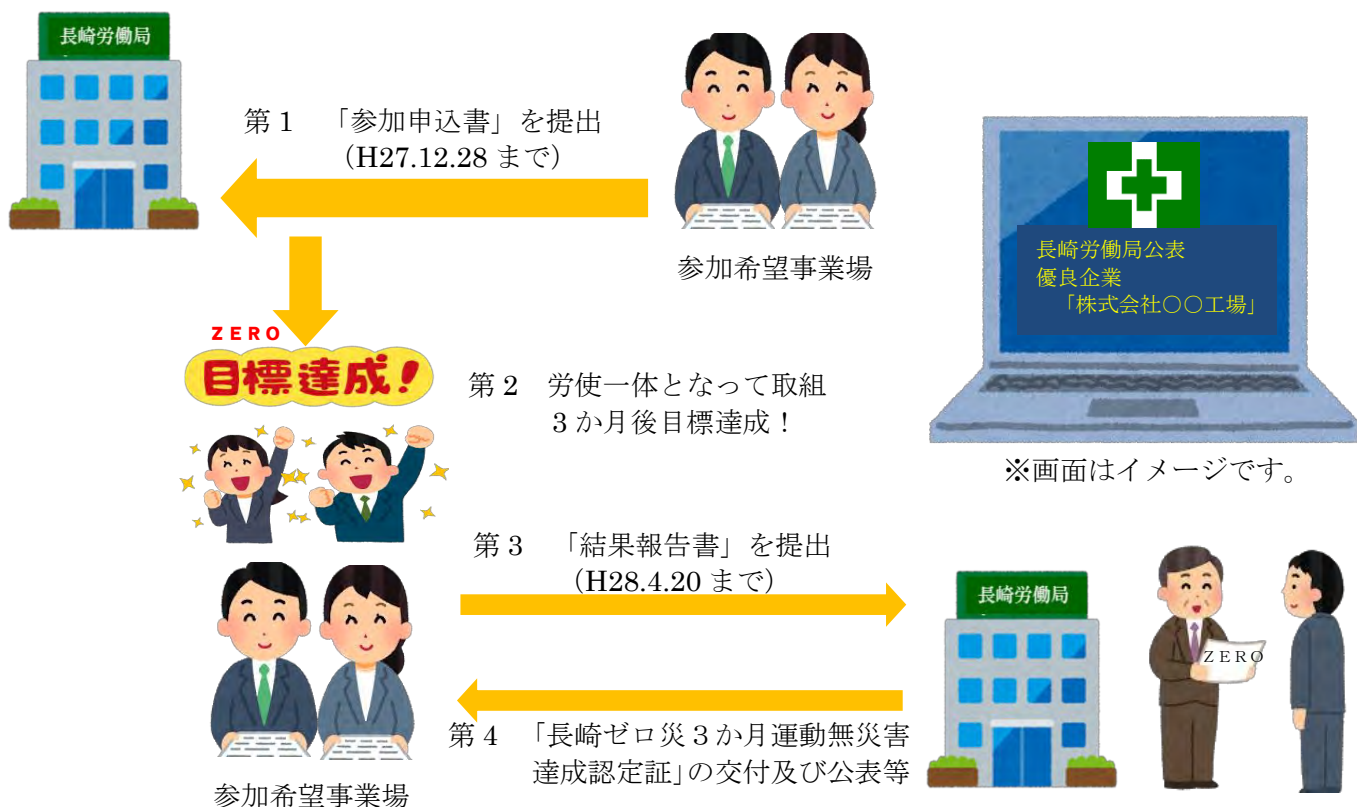 長崎労働局
第1 「参加申込書」を提出
（H27.12.28 まで）
参加希望事業場
長崎労働局公表
優良企業
「株式会社○○工場」
※画面はイメージです。
ZERO
目標達成！
第2 労使一体となって取組
3か月後目標達成！
第3 「結果報告書」を提出
（H28.4.20 まで）
参加希望事業場
長崎労働局
ZERO
第4 「長崎ゼロ災3か月運動無災害
達成認定証」の交付及び公表等